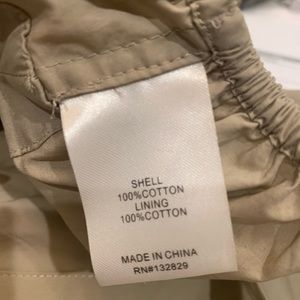 SHELL
100%COTTON
LINING
100%COTTON
MADE IN CHINA
RN#132829